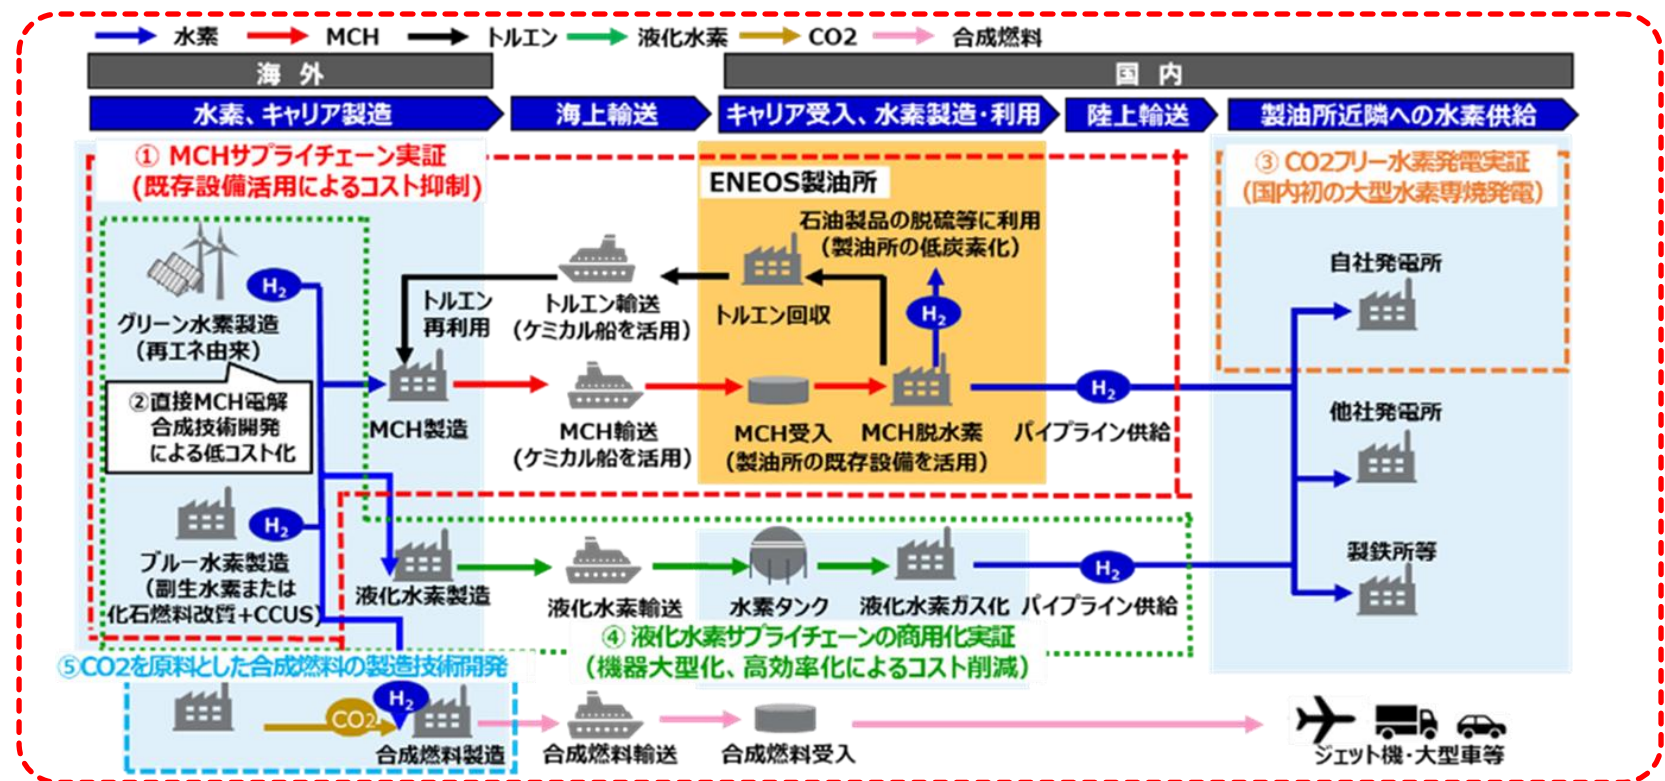 水素
MCH
トルエン
液化水素
CO2
合成燃料
海 外
国 内
水素、キャリア製造
海上輸送
キャリア受入、水素製造・利用
陸上輸送
製油所近隣への水素供給
① MCHサプライチェーン実証
(既存設備活用によるコスト抑制)
ENEOS製油所
③ CO2フリー水素発電実証
(国内初の大型水素専焼発電)
石油製品の脱硫等に利用
(製油所の低炭素化)
H₂
グリーン水素製造
(再エネ由来)
トルエン
再利用
トルエン輸送
(ケミカル船を活用)
トルエン回収
H₂
自社発電所
②直接MCH電解
合成技術開発
による低コスト化
MCH製造
MCH輸送
(ケミカル船を活用)
MCH受入
MCH脱水素
(製油所の既存設備を活用)
H₂
パイプライン供給
他社発電所
H₂
ブルー水素製造
(副生水素または
化石燃料改質+CCUS)
液化水素製造
液化水素輸送
水素タンク
液化水素ガス化
H₂
パイプライン供給
製鉄所等
④ 液化水素サプライチェーンの商用化実証
(機器大型化、高効率化によるコスト削減)
⑤CO2を原料とした合成燃料の製造技術開発
CO2
H₂
合成燃料製造
合成燃料輸送
合成燃料受入
ジェット機・大型車等